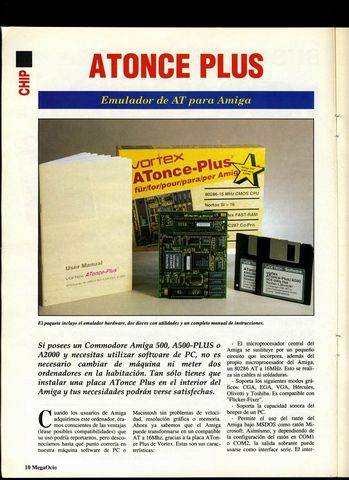 CHIP
ATONCE PLUS
Emulador de AT para Amiga
vortex
ATonce-Plus
für/for/pour/para/per Amiga
80286-16 MHz CMOS CPU
Norton SI > 16
FAST-RAM
User Manual
vortex ATonce-Plus
El paquete incluye el emulador hardware, dos discos con utilidades y un completo manual de instrucciones.
Si posees un Commodore Amiga 500, A500-PLUS o
A2000 y necesitas utilizar software de PC, no es
necesario cambiar de máquina ni meter dos
ordenadores en la habitación. Tan sólo tienes que
instalar una placa ATonce Plus en el interior del
Amiga y tus necesidades podrán verse satisfechas.
Cuando los usuarios de Amiga
adquirimos este ordenador, éra-
mos conscientes de las ventajas
(léase posibles compatibilidades) que
su uso podría reportarnos, pero desco-
nocíamos hasta qué punto correría en
nuestra máquina software de PC o
Macintosh sin problemas de veloci-
dad, resolución gráfica o memoria.
Ahora ya sabemos que el Amiga
puede transformarse en un compatible
AT a 16Mhz, gracias a la placa ATon-
ce Plus de Vortex. Estas son sus carac-
terísticas:
- El microprocesador central del
Amiga se sustituye por un pequeño
circuito que incorpora, además del
propio microprocesador del Amiga,
un 80286 AT a 16Mhz. Esto se reali-
za sin cables ni soldaduras.
- Soporta los siguientes modos grá-
ficos: CGA, EGA, VGA, Hércules,
Olivetti y Toshiba. Es compatible con
"Flicker-Fixer".
- Soporta la capacidad sonora del
beeper de un PC.
- Permite el uso del ratón del
Amiga bajo MSDOS como ratón Mi-
crosoft. Asimismo, y dependiendo de
la configuración del ratón en COM1
o COM2, la salida sobrante puede
usarse como interface serie. El inter-
10 MegaOcio